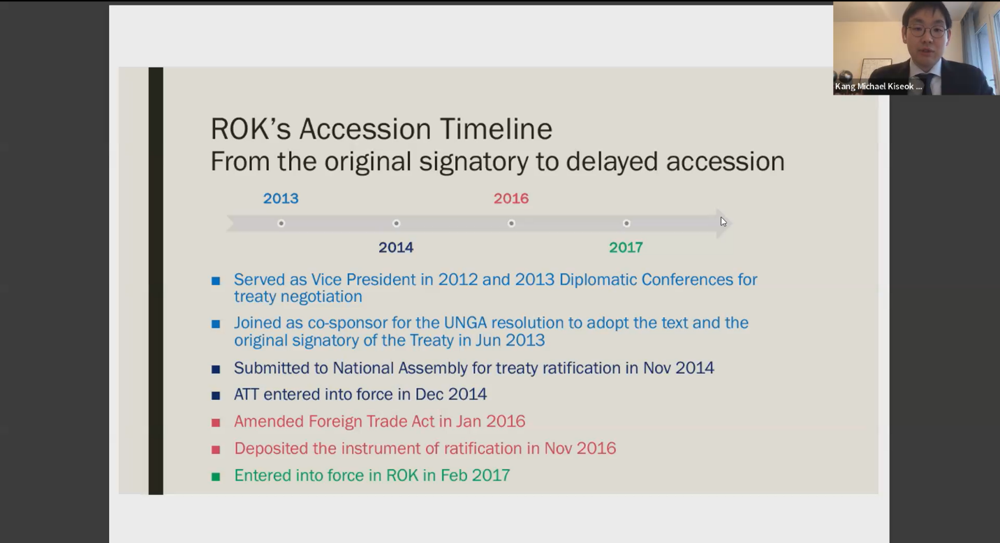 Kang Michael Kiseok ...
ROK's Accession Timeline
From the original signatory to delayed accession
2013
2016
2014
2017
Served as Vice President in 2012 and 2013 Diplomatic Conferences for
treaty negotiation
Joined as co-sponsor for the UNGA resolution to adopt the text and the
original signatory of the Treaty in Jun 2013
Submitted to National Assembly for treaty ratification in Nov 2014
ATT entered into force in Dec 2014
Amended Foreign Trade Act in Jan 2016
Deposited the instrument of ratification in Nov 2016
Entered into force in ROK in Feb 2017